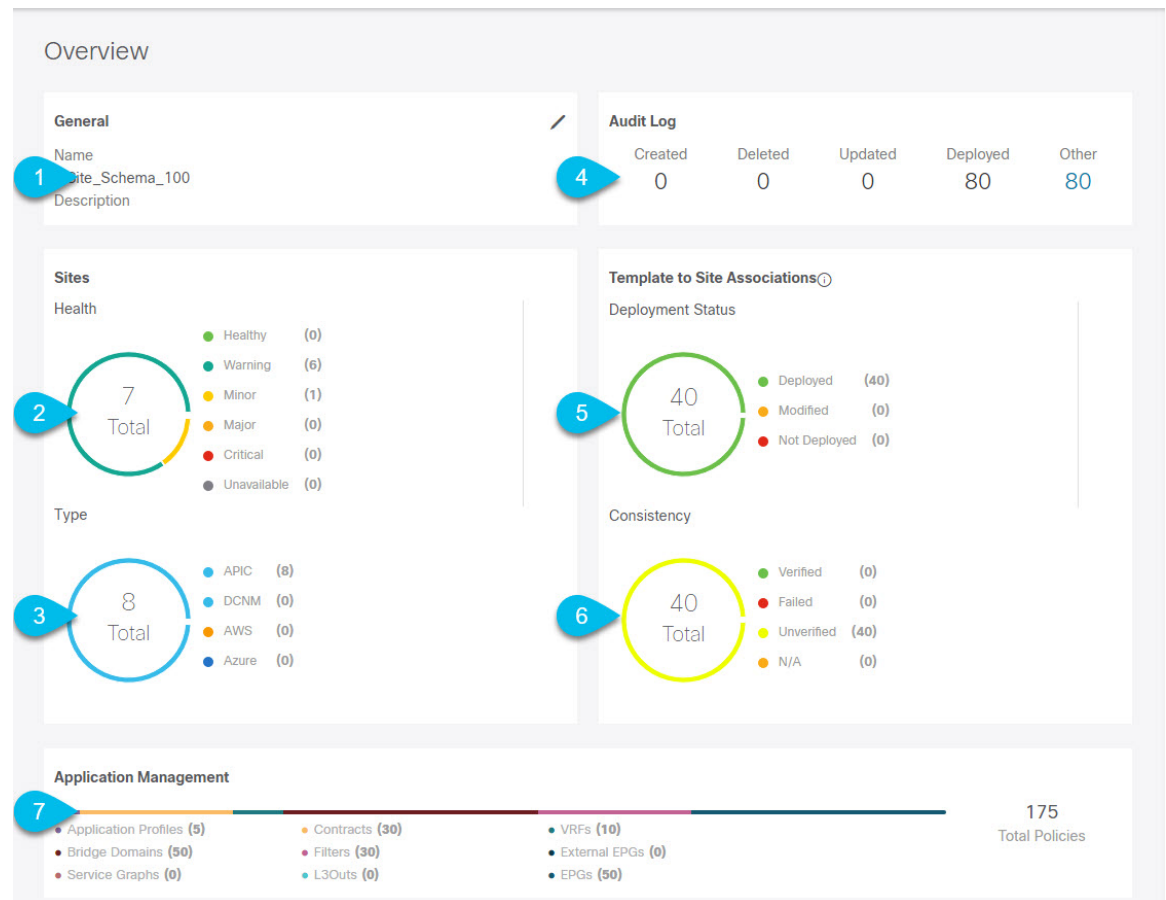 Overview
General
Name
1
Site_Schema_100
Description
Audit Log
Created Deleted Updated Deployed Other
4
0 0 0 80 80
Sites
Health
2
7
Total
Healthy (0)
Warning (6)
Minor (1)
Major (0)
Critical (0)
Unavailable (0)
Type
3
8
Total
APIC (8)
DCNM (0)
AWS (0)
Azure (0)
Template to Site Associations
Deployment Status
5
40
Total
Deployed (40)
Modified (0)
Not Deployed (0)
Consistency
6
40
Total
Verified (0)
Failed (0)
Unverified (40)
N/A (0)
Application Management
7
Application Profiles (5) Contracts (30) VRFs (10)
Bridge Domains (50) Filters (30) External EPGs (0)
Service Graphs (0) L3Outs (0) EPGs (50)
175
Total Policies